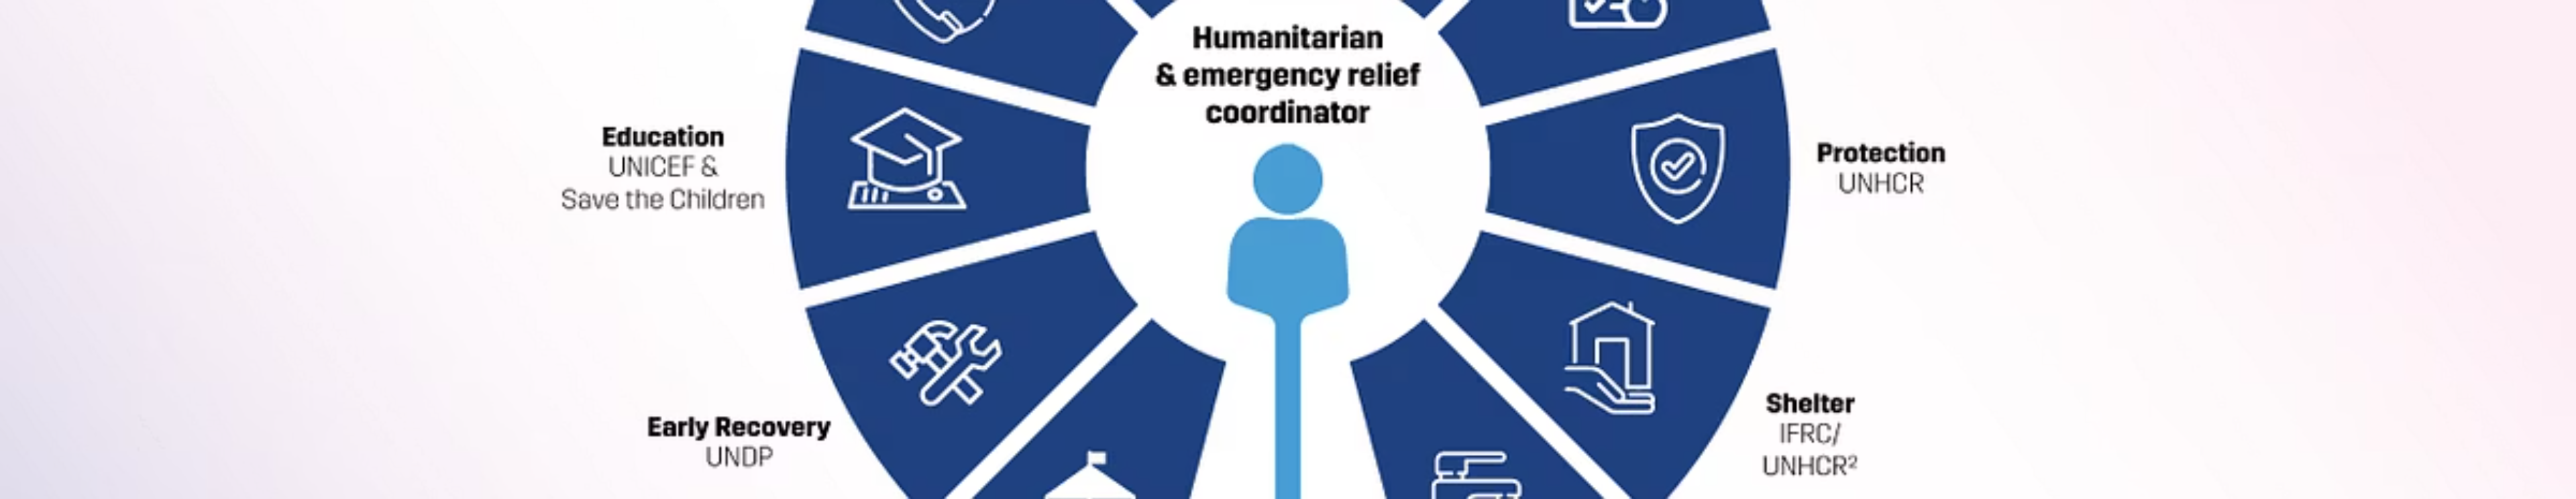 Humanitarian
& emergency relief
coordinator
Education
UNICEF &
Save the Children
Protection
UNHCR
Early Recovery
UNDP
Shelter
IFRC/
UNHCR²